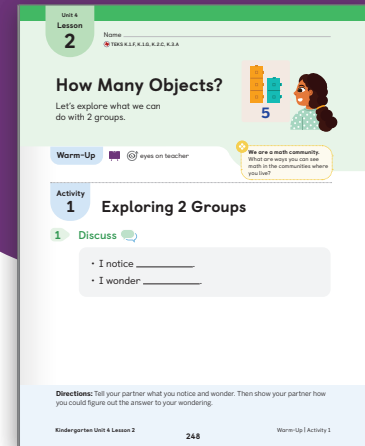 Unit 4
Lesson
2
Name
TEKS K.1.F, K.1.G, K.2.C, K.3.A
How Many Objects?
Let's explore what we can
do with 2 groups.
5
Warm-Up eyes on teacher
We are a math community.
What are ways you can see
math in the communities where
you live?
Activity
1
Exploring 2 Groups
1 Discuss
• I notice ___________.
• I wonder ___________.
Directions: Tell your partner what you notice and wonder. Then show your partner how
you could figure out the answer to your wondering.
Kindergarten Unit 4 Lesson 2
248
Warm-Up | Activity 1